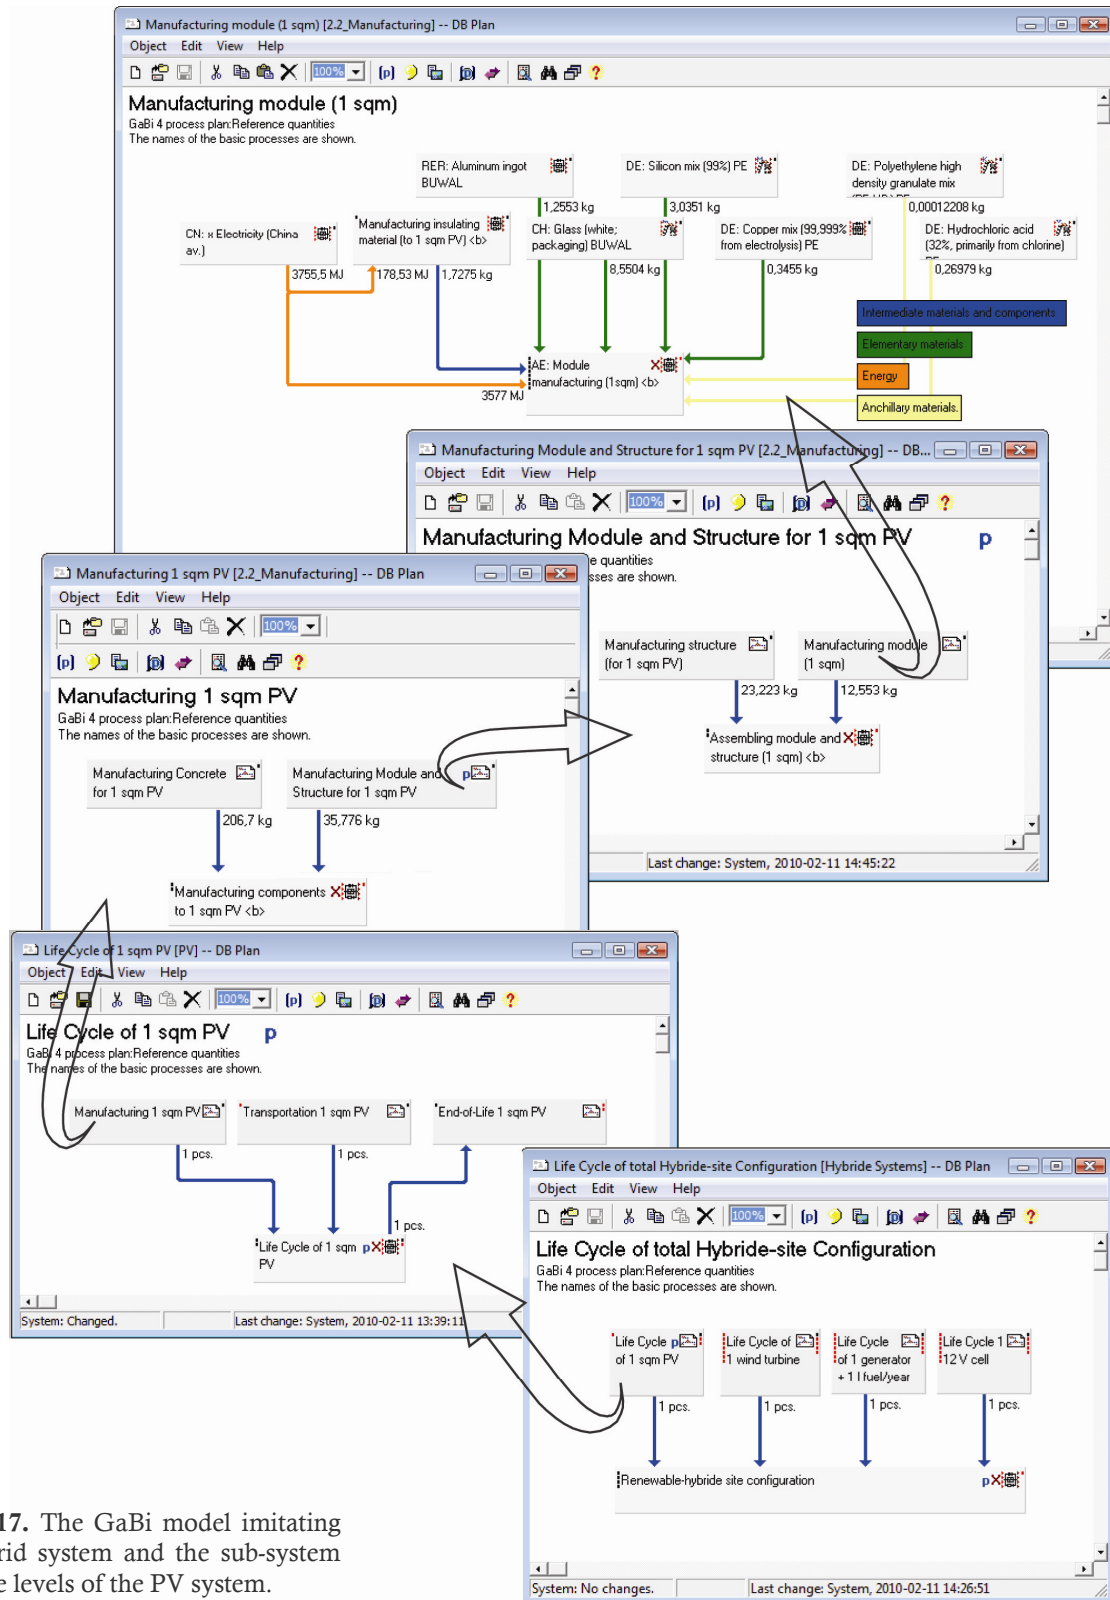 Manufacturing module (1 sqm) [2.2_Manufacturing] -- DB Plan
Object Edit View Help
100%
Manufacturing module (1 sqm)
GaBi 4 process plan:Reference quantities
The names of the basic processes are shown.
RER: Aluminum ingot
BUWAL
DE: Silicon mix (99%) PE
DE: Polyethylene high
density granulate mix
1,2553 kg
3,0351 kg
0,00012208 kg
CN: x Electricity (China
av.)
Manufacturing insulating
material (to 1 sqm PV) <b>
CH: Glass (white;
packaging) BUWAL
DE: Copper mix (99,999%
from electrolysis) PE
DE: Hydrochloric acid
(32%, primarily from chlorine)
3755,5 MJ
178,53 MJ
1,7275 kg
8,5504 kg
0,3455 kg
0,26979 kg
Intermediate materials and components
Elementary materials
Energy
Anchillary materials.
AE: Module
manufacturing (1sqm) <b>
3577 MJ
Manufacturing Module and Structure for 1 sqm PV [2.2_Manufacturing] -- DB...
Object Edit View Help
100%
Manufacturing Module and Structure for 1 sqm PV p
e quantities
sses are shown.
Manufacturing structure
(for 1 sqm PV)
Manufacturing module
(1 sqm)
23,223 kg
12,553 kg
Assembling module and
structure (1 sqm) <b>
Last change: System, 2010-02-11 14:45:22
Manufacturing 1 sqm PV [2.2_Manufacturing] -- DB Plan
Object Edit View Help
100%
Manufacturing 1 sqm PV
GaBi 4 process plan:Reference quantities
The names of the basic processes are shown.
Manufacturing Concrete
for 1 sqm PV
Manufacturing Module and p
Structure for 1 sqm PV
206,7 kg
35,776 kg
Manufacturing components
to 1 sqm PV <b>
Life Cycle of 1 sqm PV [PV] -- DB Plan
Object Edit View Help
100%
Life Cycle of 1 sqm PV p
GaBi 4 process plan:Reference quantities
The names of the basic processes are shown.
Manufacturing 1 sqm PV
Transportation 1 sqm PV
End-of-Life 1 sqm PV
1 pcs.
1 pcs.
1 pcs.
Life Cycle of 1 sqm p
PV
System: Changed.
Last change: System, 2010-02-11 13:39:11
Life Cycle of total Hybride-site Configuration [Hybride Systems] -- DB Plan
Object Edit View Help
100%
Life Cycle of total Hybride-site Configuration
GaBi 4 process plan:Reference quantities
The names of the basic processes are shown.
Life Cycle p
of 1 sqm PV
Life Cycle of
1 wind turbine
Life Cycle
of 1 generator
+ 1 l fuel/year
Life Cycle 1
12 V cell
1 pcs.
1 pcs.
1 pcs.
1 pcs.
Renewable-hybride site configuration p
System: No changes.
Last change: System, 2010-02-11 14:26:51
17. The GaBi model imitating
rid system and the sub-system
e levels of the PV system.